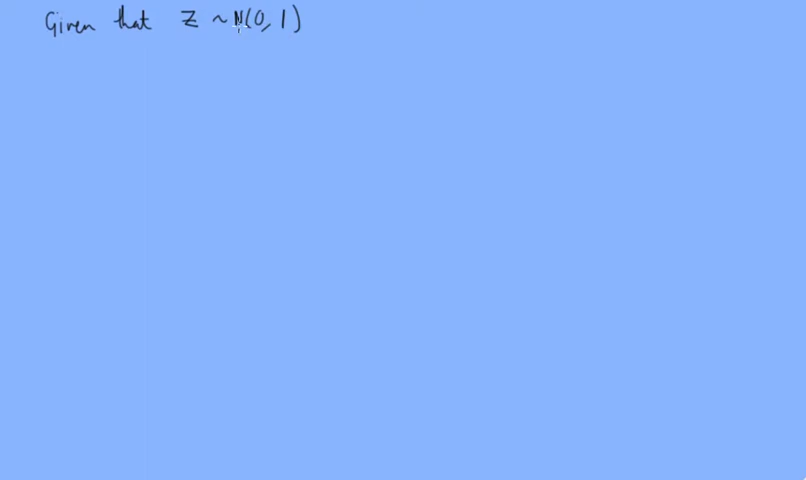 Given that Z ~ N(0, 1)